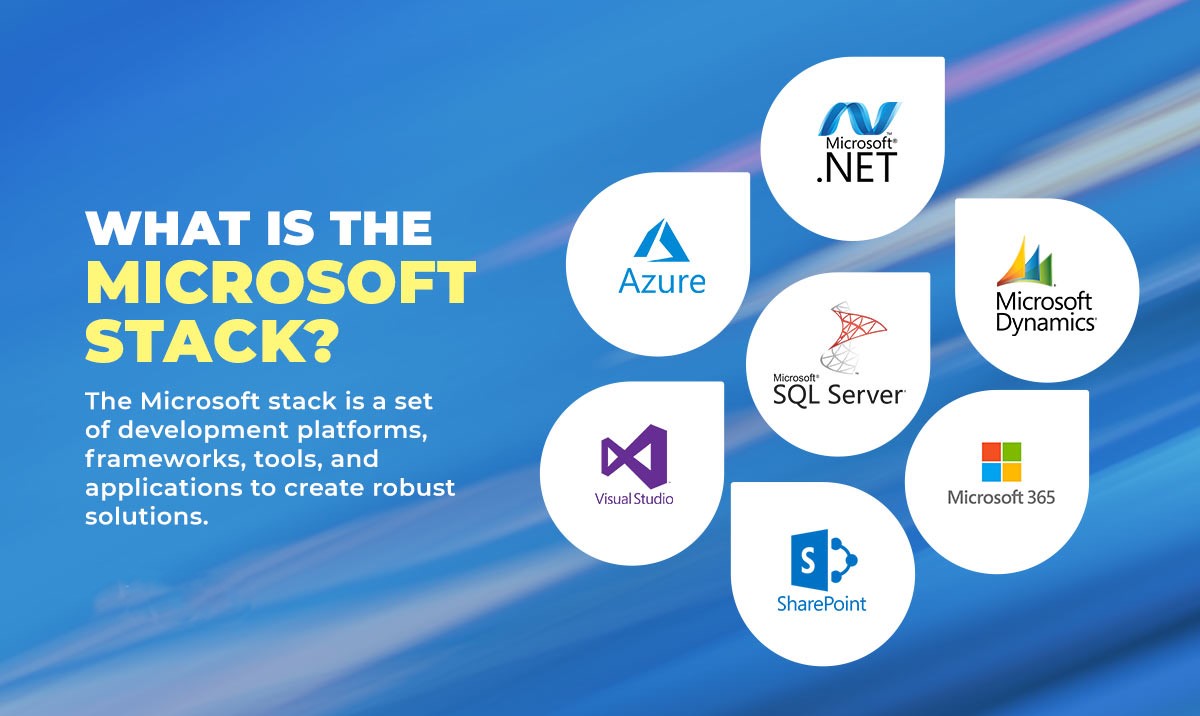 WHAT IS THE
MICROSOFT
STACK?
The Microsoft stack is a set
of development platforms,
frameworks, tools, and
applications to create robust
solutions.
Microsoft®
.NET
Azure
Microsoft
Dynamics
Microsoft®
SQL Server
Visual Studio
Microsoft 365
S
SharePoint